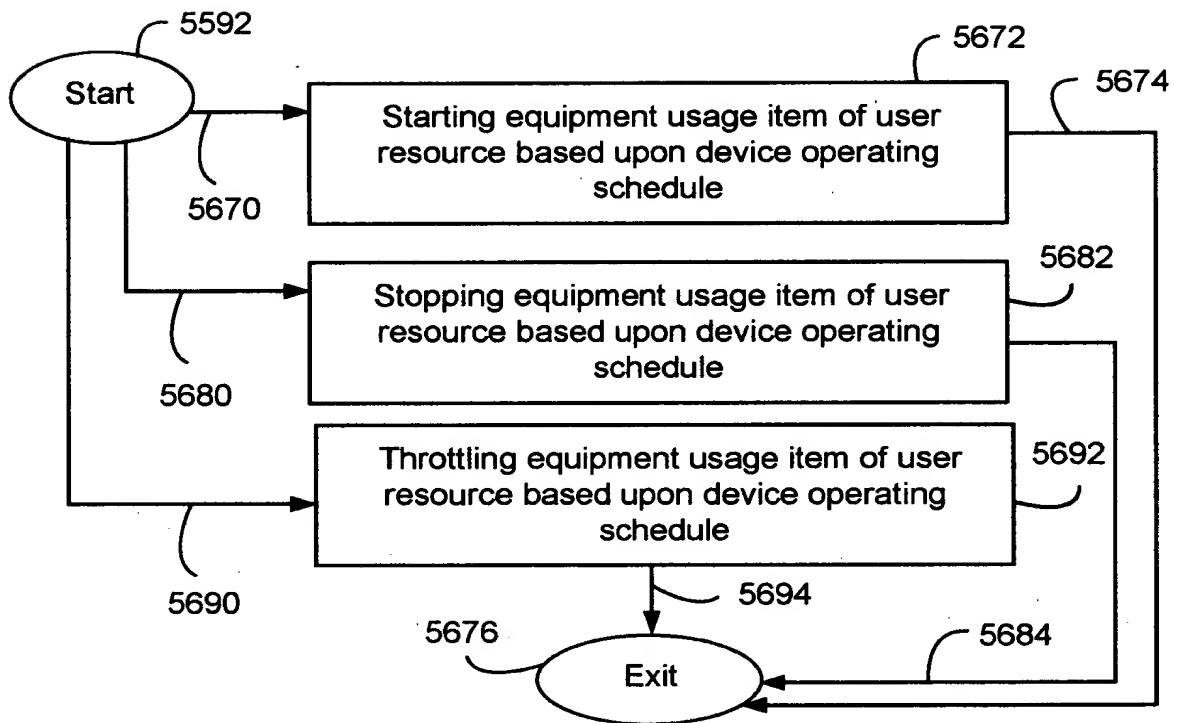 5592
Start
5672
5674
Starting equipment usage item of user
resource based upon device operating
schedule
5670
5682
Stopping equipment usage item of user
resource based upon device operating
schedule
5680
5692
Throttling equipment usage item of user
resource based upon device operating
schedule
5690
5694
5676
5684
Exit